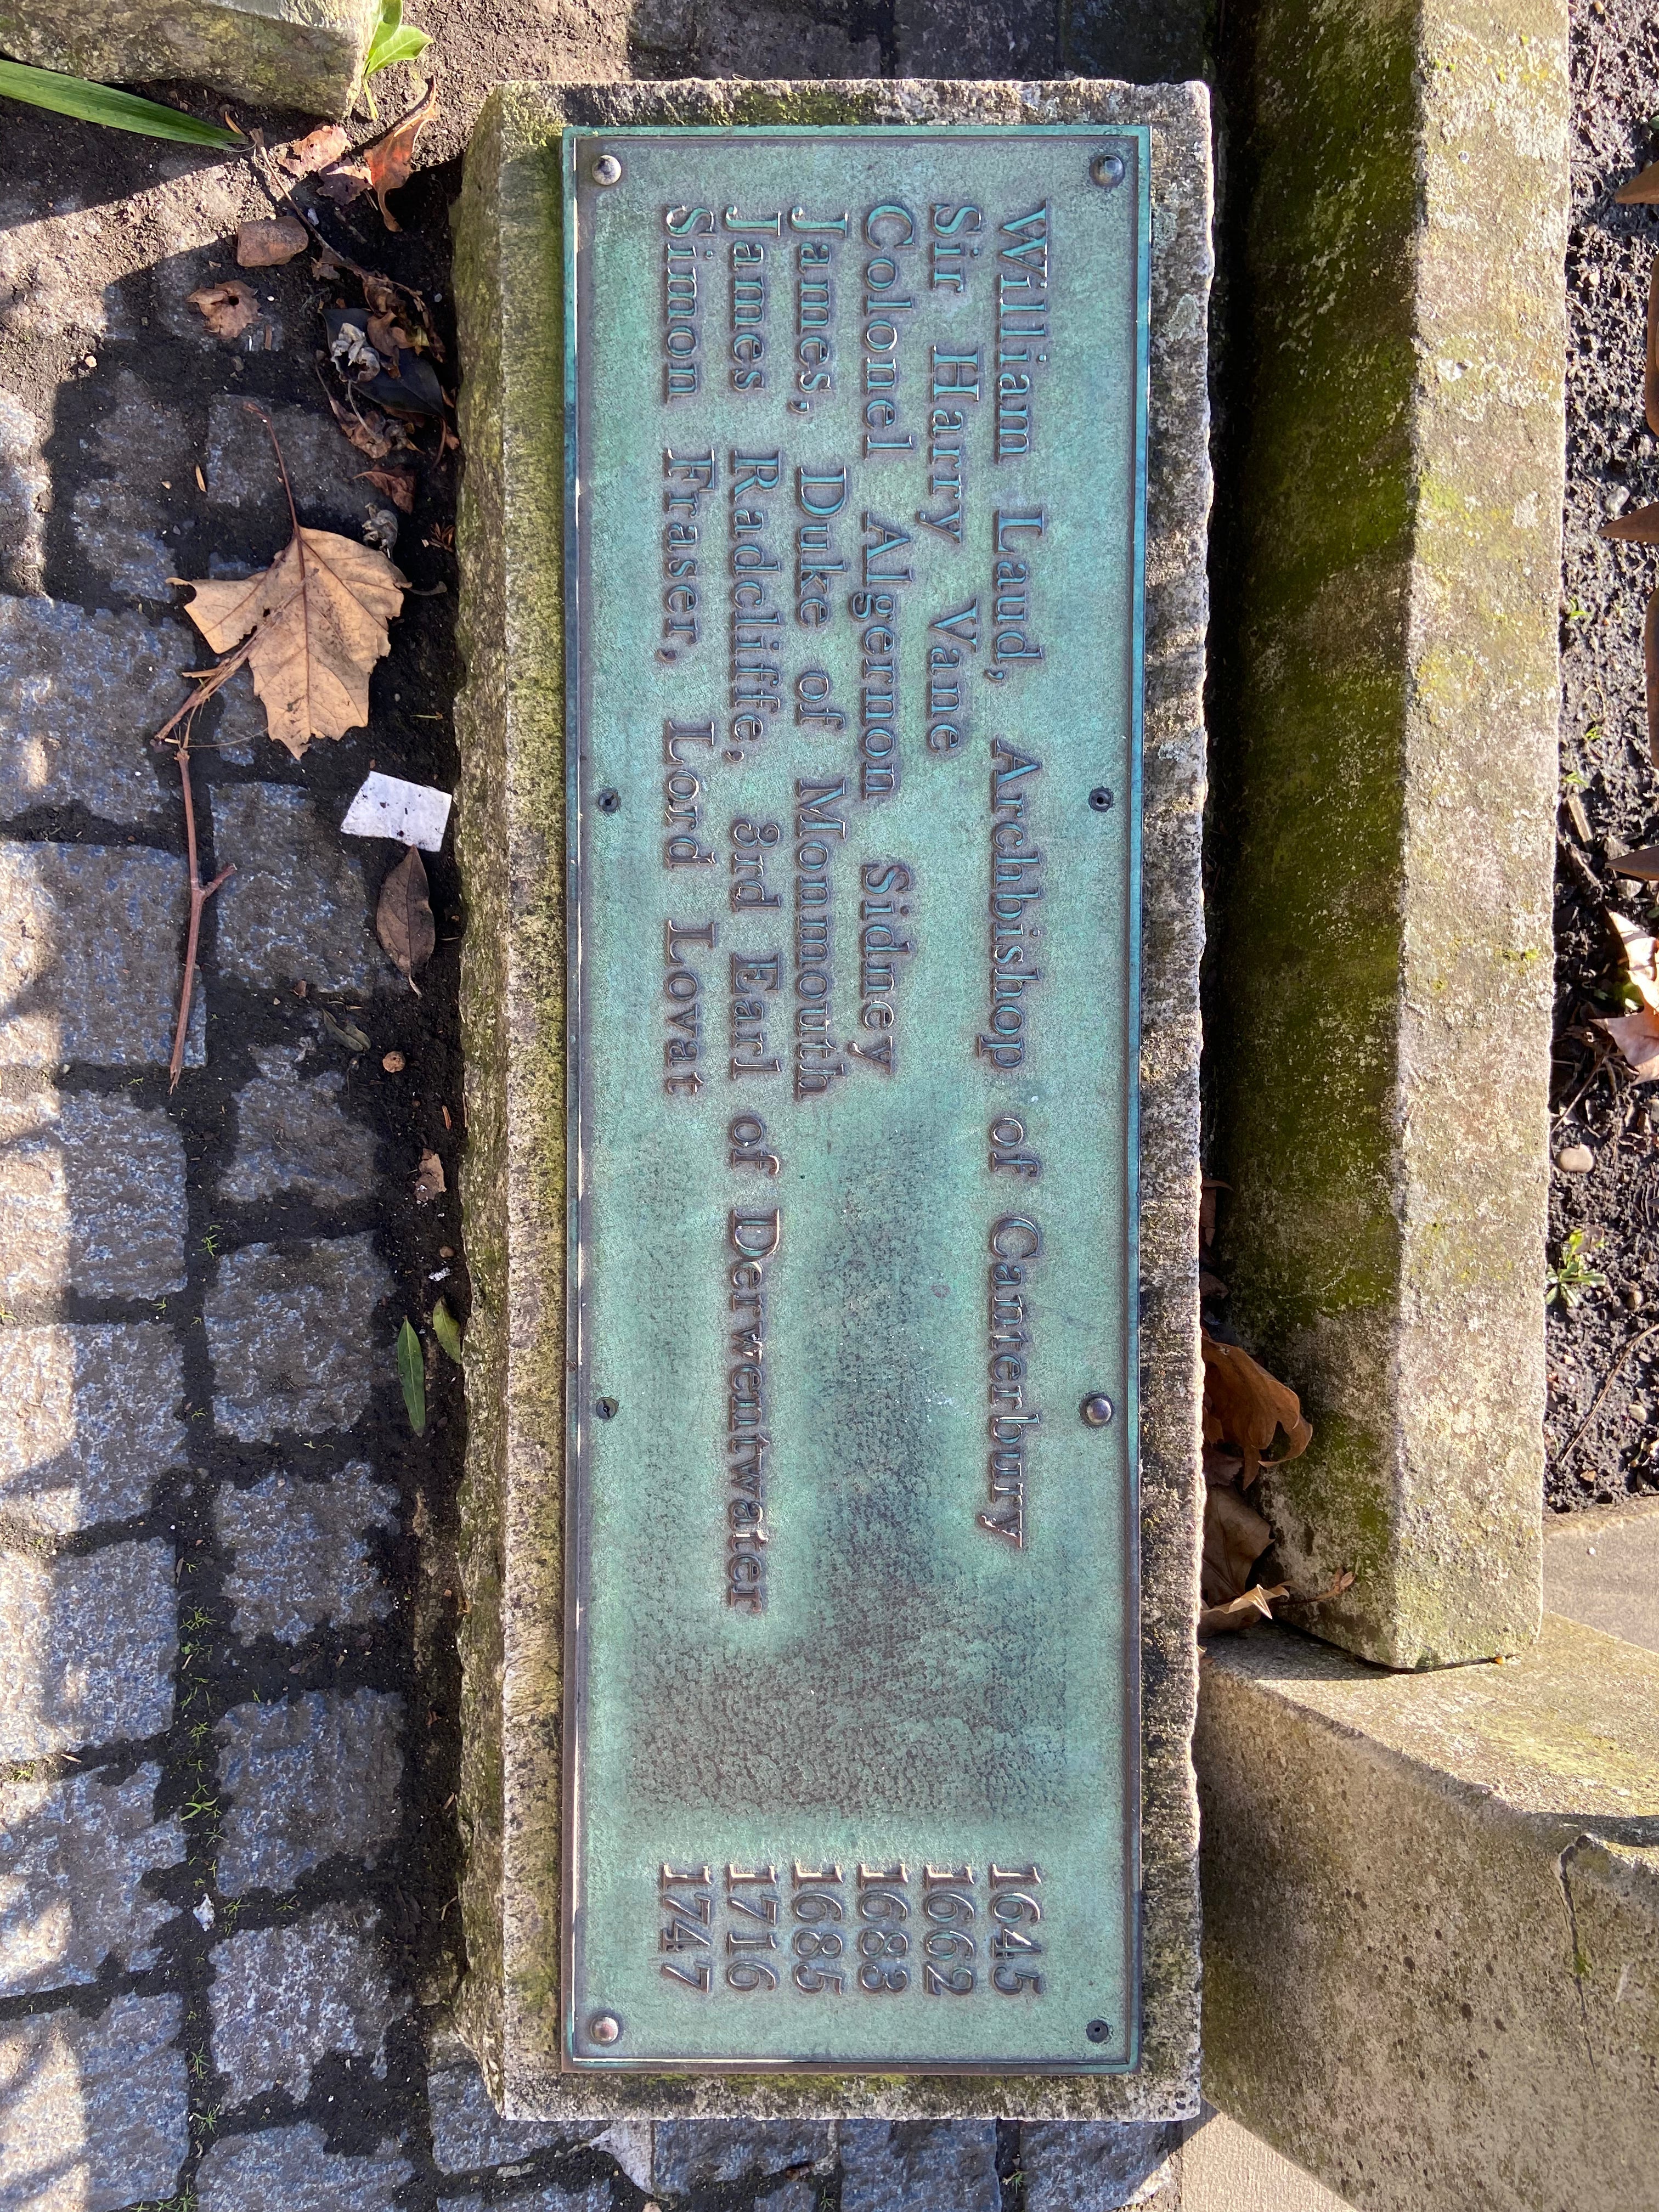 William Laud, Archbishop of Canterbury 1645
Sir Harry Vane 1662
Colonel Algernon Sidney 1683
James, Duke of Monmouth 1685
James Radcliffe, 3rd Earl of Derwentwater 1716
Simon Fraser, Lord Lovat 1747